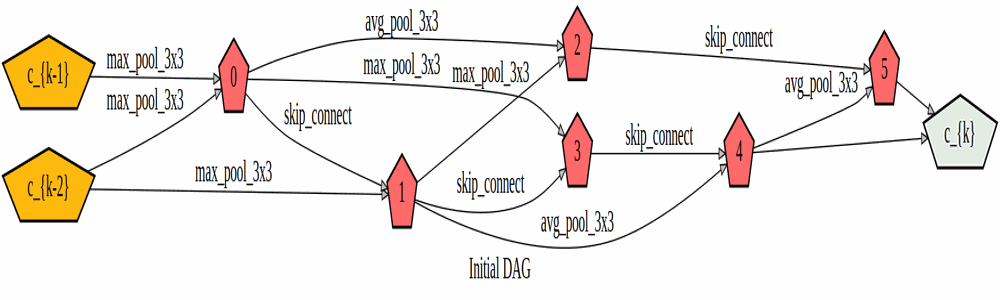 avg_pool_3x3
skip_connect
max_pool_3x3
2
c_{k-1}
0
max_pool_3x3
max_pool_3x3
5
avg_pool_3x3
max_pool_3x3
skip_connect
skip_connect
c_{k}
3
4
max_pool_3x3
c_{k-2}
1
skip_connect
avg_pool_3x3
Initial DAG